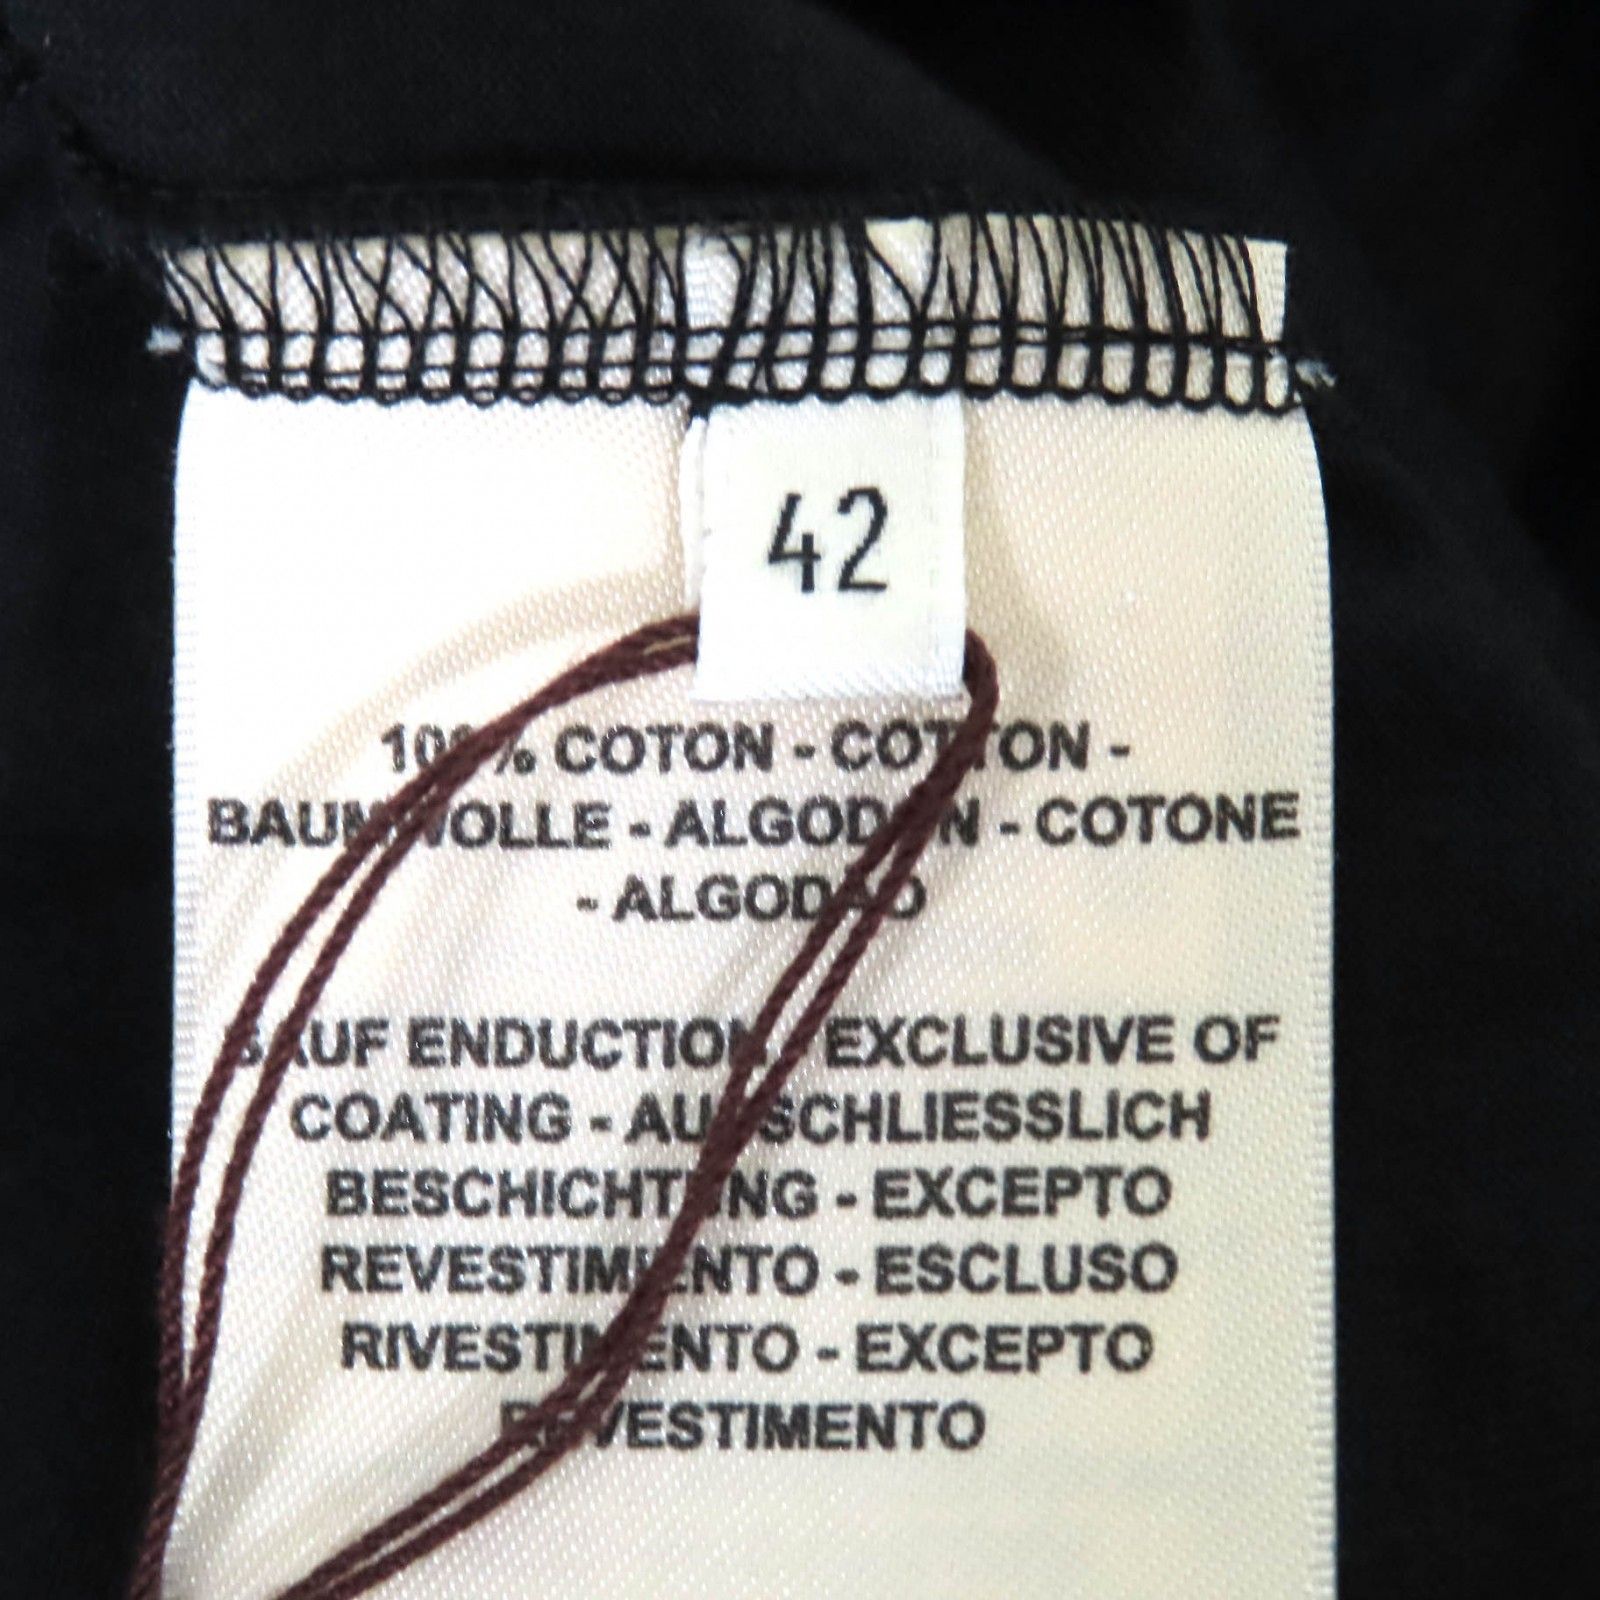 42
100% COTON - COTTON -
BAUMWOLLE - ALGODON - COTONE
- ALGODAO
SAUF ENDUCTION - EXCLUSIVE OF
COATING - AUSSCHLIESSLICH
BESCHICHTUNG - EXCEPTO
REVESTIMIENTO - ESCLUSO
RIVESTIMENTO - EXCEPTO
REVESTIMENTO